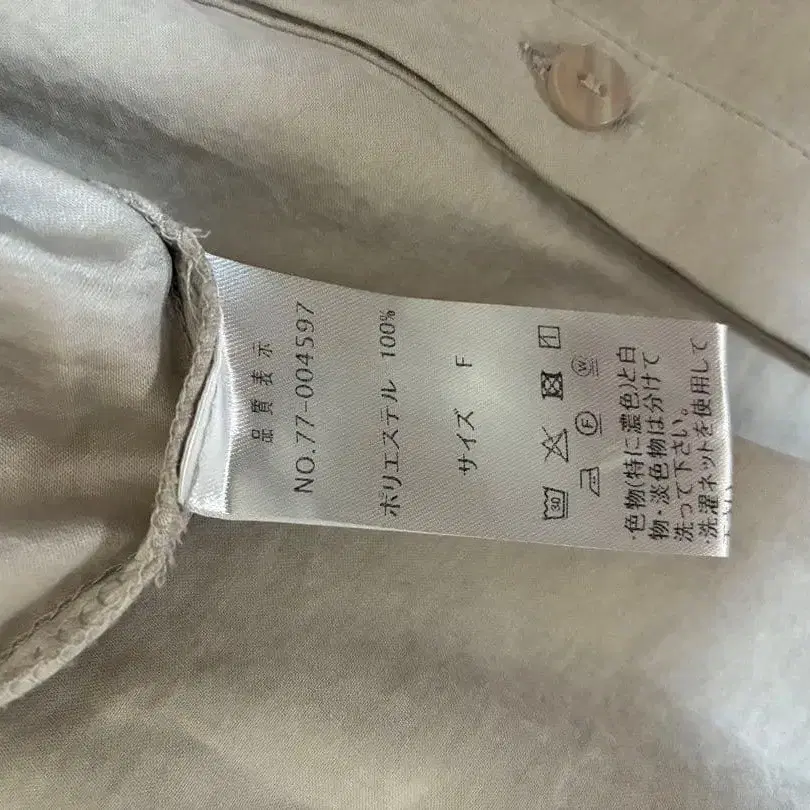 品質表示
NO.77-004597
ポリエステル 100%
サイズ F
30
F W
・色物(特に濃色)と白
物・淡色物は分けて
洗って下さい。
・洗濯ネットを使用して